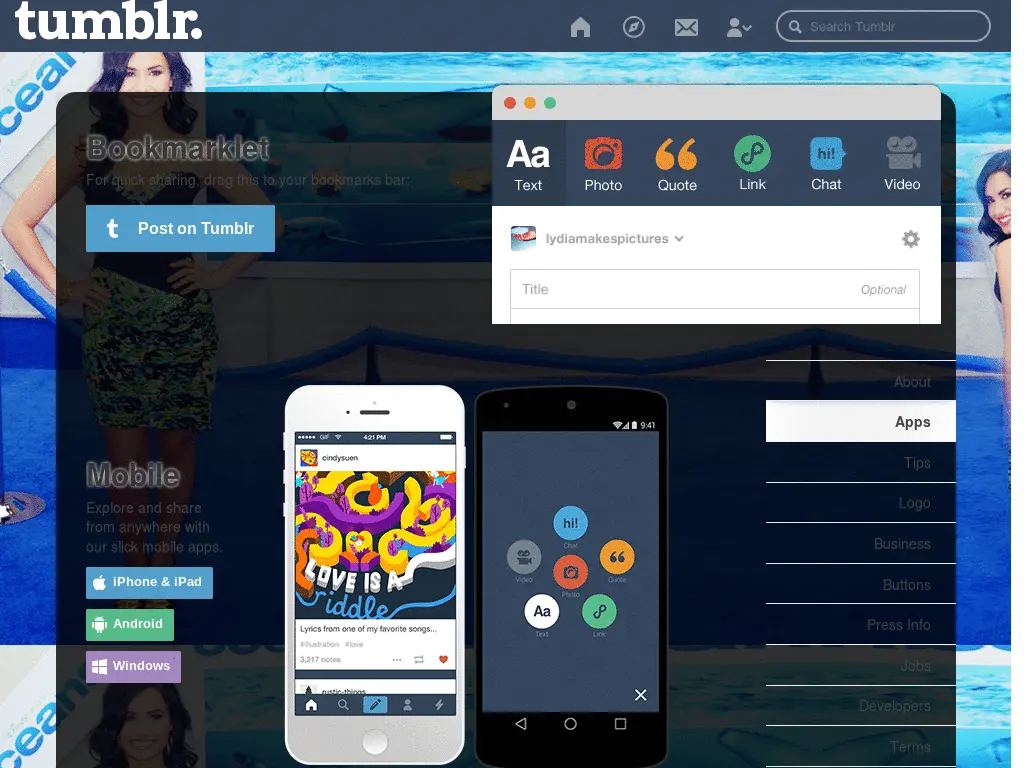 tumblr.
Search Tumblr
Oceans
Bookmarklet
For quick sharing, drag this to your bookmarks bar:
Post on Tumblr
Aa
Text
Photo
Quote
Link
hi!
Chat
Video
lydiamakespictures
Title
Optional
Mobile
Explore and share
from anywhere with
our slick mobile apps.
iPhone & iPad
Android
Windows
GIF
4:21 PM
cindysuen
LOVE IS A
riddle
Lyrics from one of my favorite songs...
#illustration #love
3,217 notes
rustic-things
9:41
hi!
Chat
Video
Quote
Photo
Aa
Text
Link
About
Apps
Tips
Logo
Business
Buttons
Press Info
Jobs
Developers
Terms
Oceans